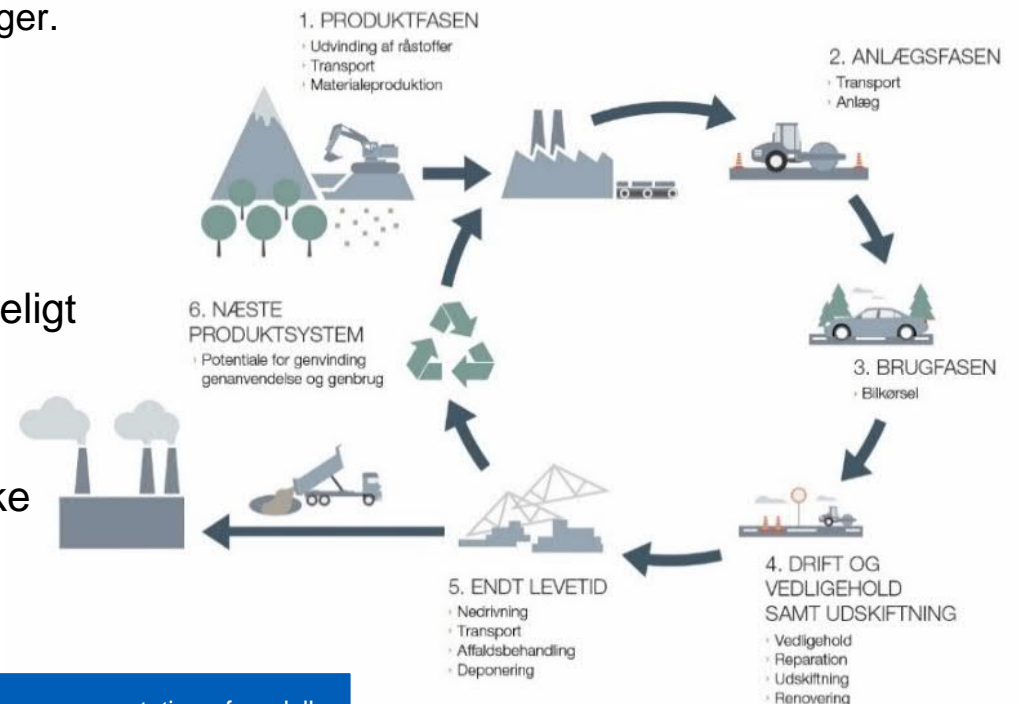 ger.
1. PRODUKTFASEN
› Udvinding af råstoffer
› Transport
› Materialeproduktion
2. ANLÆGSFASEN
› Transport
› Anlæg
eligt
6. NÆSTE
PRODUKTSYSTEM
› Potentiale for genvinding
genanvendelse og genbrug
3. BRUGFASEN
› Bilkørsel
ke
5. ENDT LEVETID
› Nedrivning
› Transport
› Affaldsbehandling
› Deponering
4. DRIFT OG
VEDLIGEHOLD
SAMT UDSKIFTNING
› Vedligehold
› Reparation
› Udskiftning
› Renovering